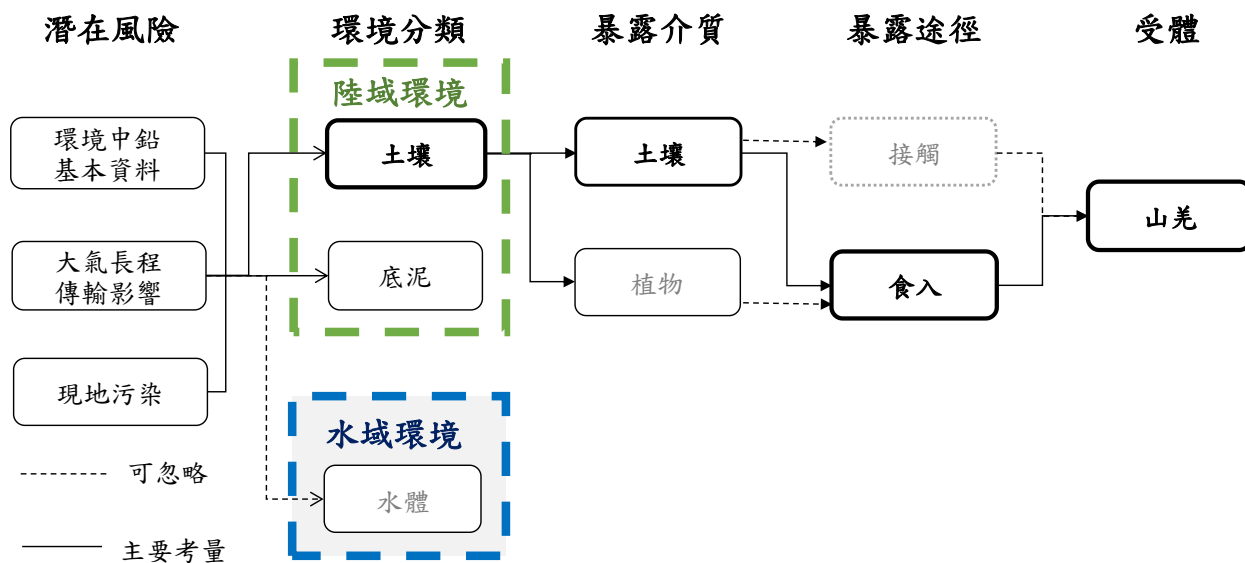 潛在風險
環境分類
暴露介質
暴露途徑
受體
陸域環境
環境中鉛
基本資料
土壤
土壤
接觸
山羌
大氣長程
傳輸影響
底泥
植物
食入
現地污染
水域環境
水體
可忽略
主要考量